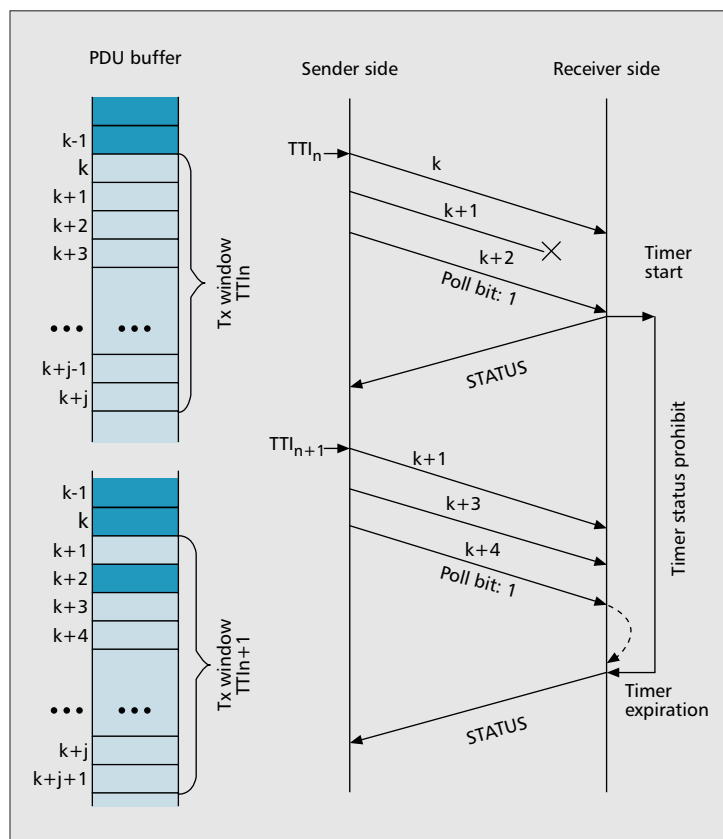 PDU buffer
Sender side
Receiver side
k-1
k
k+1
k+2
k+3
••• •••
k+j-1
k+j
Tx window
TTIn
TTIn
k
k+1
k+2
Poll bit: 1
Timer
start
STATUS
Timer status prohibit
k-1
k
k+1
k+2
k+3
k+4
••• •••
k+j
k+j+1
Tx window
TTIn+1
TTIn+1
k+1
k+3
k+4
Poll bit: 1
Timer
expiration
STATUS